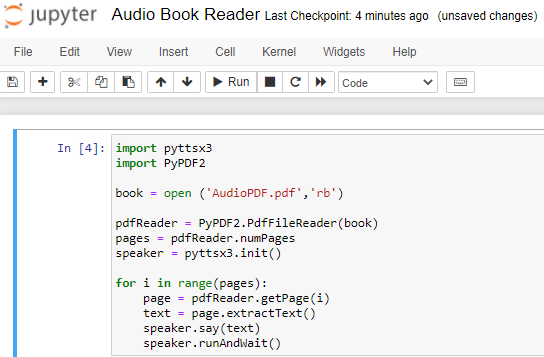 jupyter Audio Book Reader Last Checkpoint: 4 minutes ago (unsaved changes)
File Edit View Insert Cell Kernel Widgets Help
Run Code
In [4]: import pyttsx3
import PyPDF2
book = open ('AudioPDF.pdf','rb')
pdfReader = PyPDF2.PdfFileReader(book)
pages = pdfReader.numPages
speaker = pyttsx3.init()
for i in range(pages):
    page = pdfReader.getPage(i)
    text = page.extractText()
    speaker.say(text)
    speaker.runAndWait()